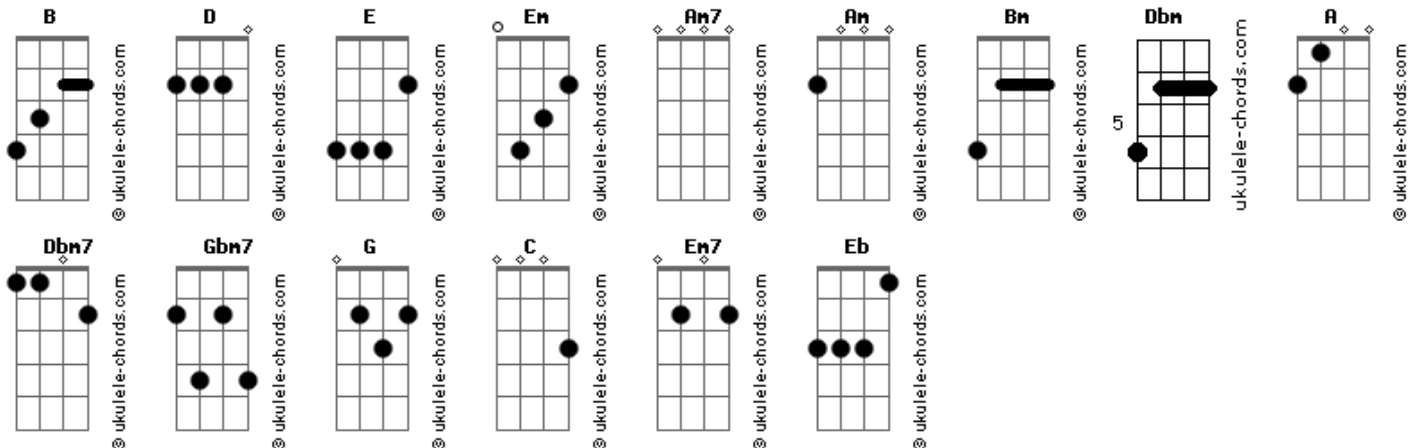 B D E Em Am7 Am Bm Dbm A
© ukulele-chords.com © ukulele-chords.com © ukulele-chords.com © ukulele-chords.com © ukulele-chords.com © ukulele-chords.com © ukulele-chords.com 5 ukulele-chords.com © ukulele-chords.com
Dbm7 Gbm7 G C Em7 Eb
© ukulele-chords.com © ukulele-chords.com © ukulele-chords.com © ukulele-chords.com © ukulele-chords.com © ukulele-chords.com